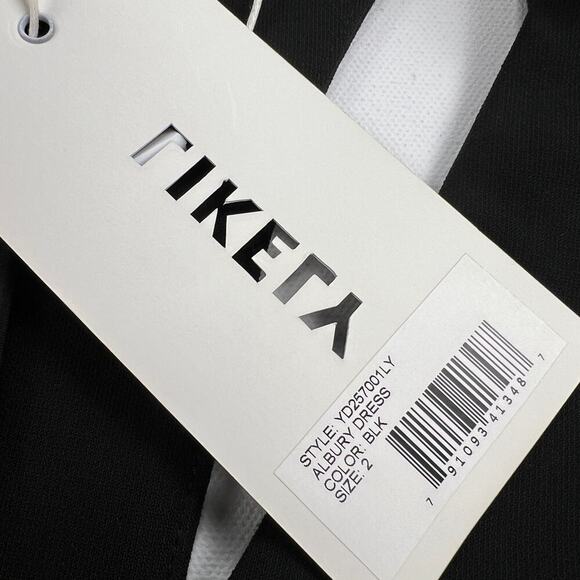 LIKELY
STYLE: YD257001LY
ALBURY DRESS
COLOR: BLK
SIZE: 2
7 91093 41348 7